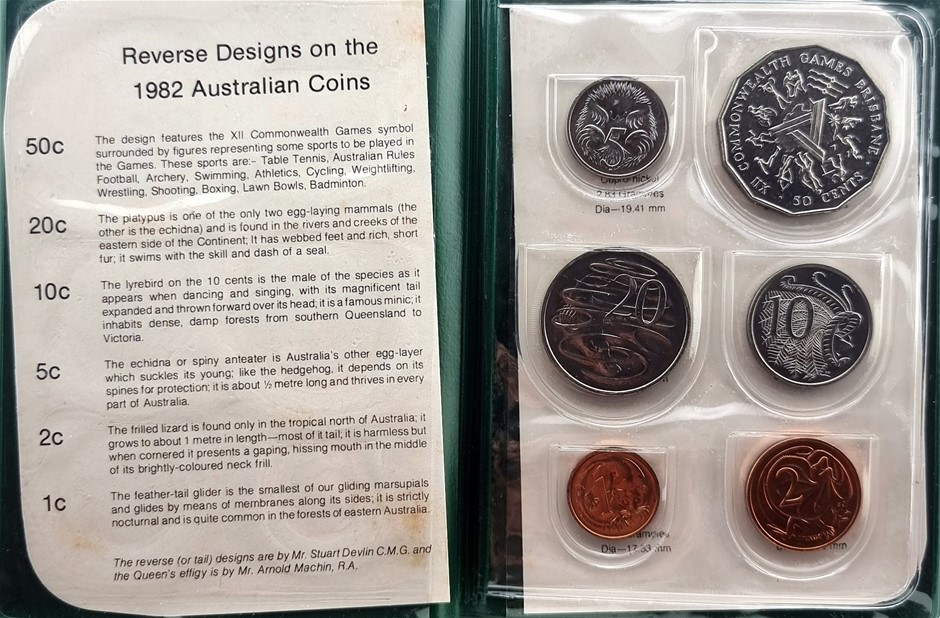 Reverse Designs on the
1982 Australian Coins
50c
The design features the XII Commonwealth Games symbol
surrounded by figures representing some sports to be played in
the Games. These sports are:- Table Tennis, Australian Rules
Football, Archery, Swimming, Athletics, Cycling, Weightlifting,
Wrestling, Shooting, Boxing, Lawn Bowls, Badminton.
20c
The platypus is one of the only two egg-laying mammals (the
other is the echidna) and is found in the rivers and creeks of the
eastern side of the Continent; It has webbed feet and rich, short
fur; it swims with the skill and dash of a seal.
10c
The lyrebird on the 10 cents is the male of the species as it
appears when dancing and singing, with its magnificent tail
expanded and thrown forward over its head; it is a famous minic; it
inhabits dense, damp forests from southern Queensland to
Victoria.
5c
The echidna or spiny anteater is Australia's other egg-layer
which suckles its young; like the hedgehog, it depends on its
spines for protection; it is about ½ metre long and thrives in every
part of Australia.
2c
The frilled lizard is found only in the tropical north of Australia; it
grows to about 1 metre in length—most of it tail; it is harmless but
when cornered it presents a gaping, hissing mouth in the middle
of its brightly-coloured neck frill.
1c
The feather-tail glider is the smallest of our gliding marsupials
and glides by means of membranes along its sides; it is strictly
nocturnal and is quite common in the forests of eastern Australia.
The reverse (or tail) designs are by Mr. Stuart Devlin C.M.G. and
the Queen's effigy is by Mr. Arnold Machin, R.A.
5
Cupro-nickel
2.83 Grammes
Dia—19.41 mm
XII COMMONWEALTH GAMES BRISBANE
50 CENTS
20
10
1
Dia—17.53 mm
2
mm